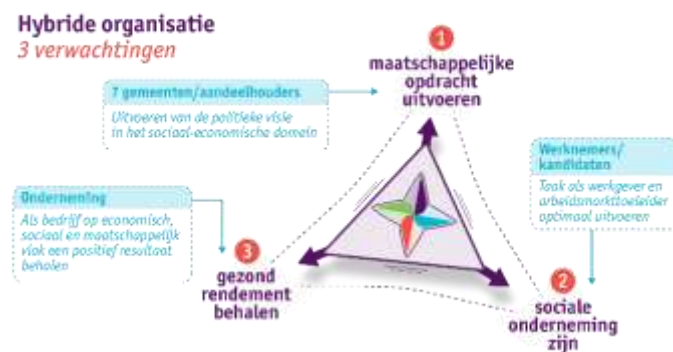 Hybride organisatie
3 verwachtingen
1
maatschappelijke
opdracht
uitvoeren
7 gemeenten/aandeelhouders
Uitvoeren van de politieke visie
in het sociaal-economische domein
Werknemers/
kandidaten
Taak als werkgever en
arbeidsmarkttoeleider
optimaal uitvoeren
Onderneming
Als bedrijf op economisch,
sociaal en maatschappelijk
vlak een positief resultaat
behalen
3
gezond
rendement
behalen
2
sociale
onderneming
zijn